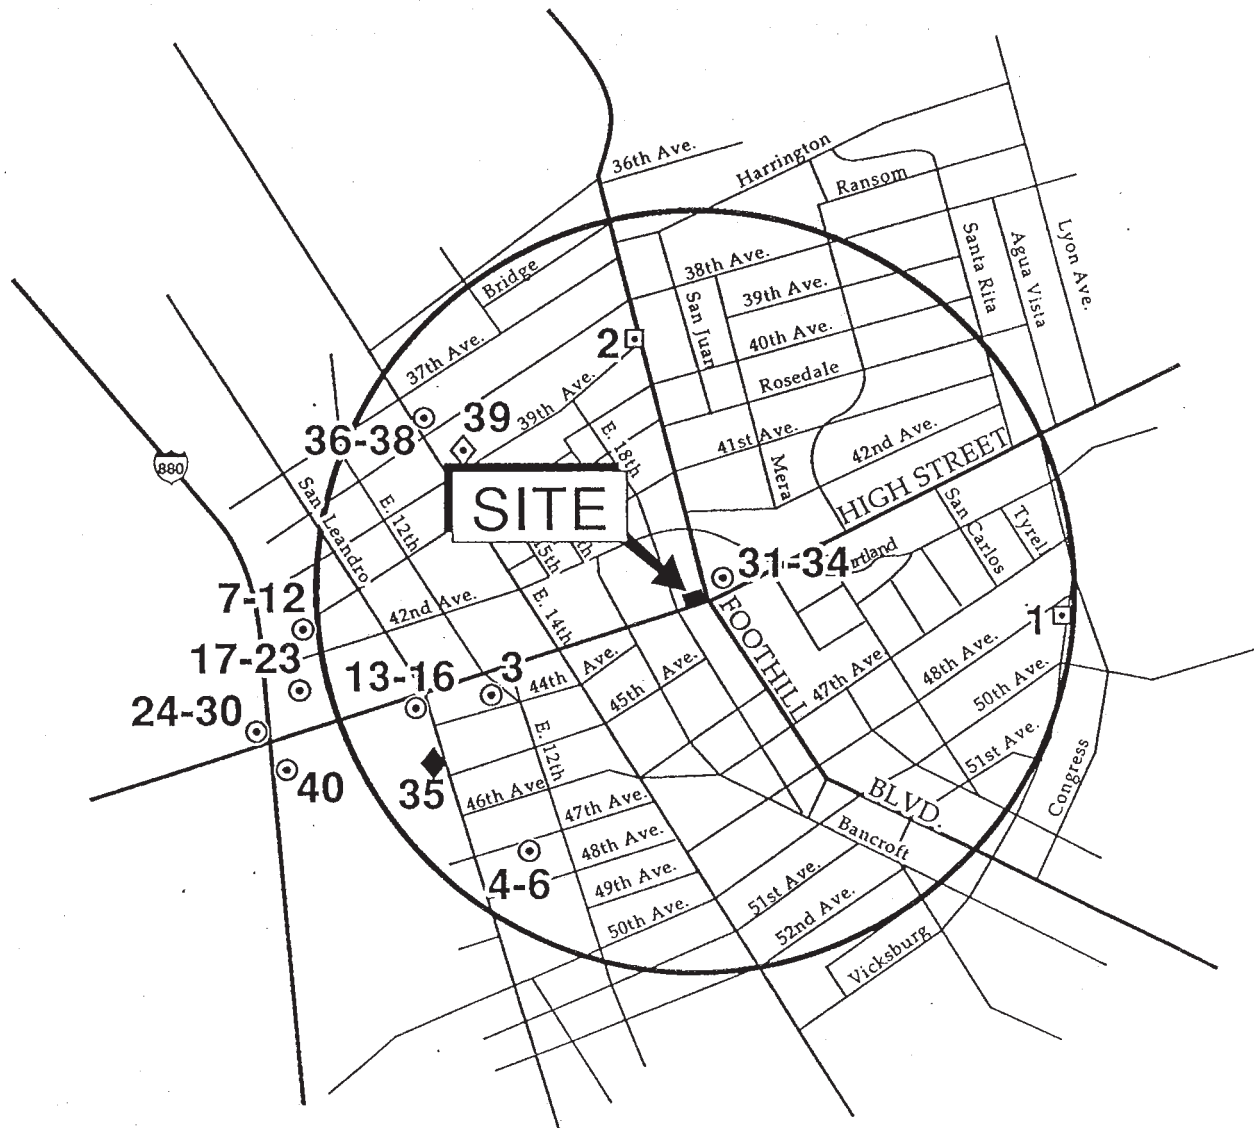 36th Ave.
Harrington
Ransom
Lyon Ave.
Santa Rita
Agua Vista
38th Ave.
Bridge
39th Ave.
San Juan
2
40th Ave.
37th Ave.
Rosedale
39th Ave.
39
36-38
E. 18th
41st Ave.
42nd Ave.
880
HIGH STREET
Mera
SITE
San Leandro
E. 12th
San Carlos
Tyrel
15th
31-34
7-12
42nd Ave.
E. 14th
FOOTHILL
1
17-23
13-16
3
44th Ave.
45th Ave.
47th Ave.
48th Ave.
50th Ave.
24-30
E. 12th
51st Ave.
40
35
46th Ave.
47th Ave.
BLVD.
Congress
Bancroft
48th Ave.
4-6
49th Ave.
51st Ave.
50th Ave.
52nd Ave.
Vicksburg